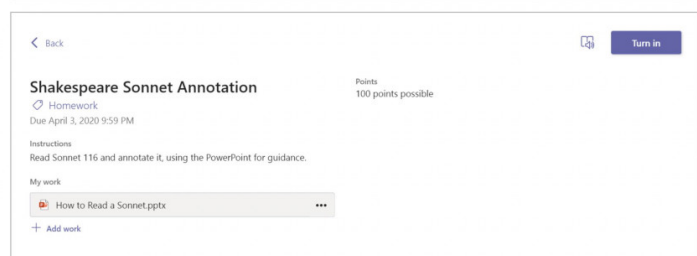 Back
Turn in
Shakespeare Sonnet Annotation
Homework
Due April 3, 2020 9:59 PM
Points
100 points possible
Instructions
Read Sonnet 116 and annotate it, using the PowerPoint for guidance.
My work
How to Read a Sonnet.pptx
Add work